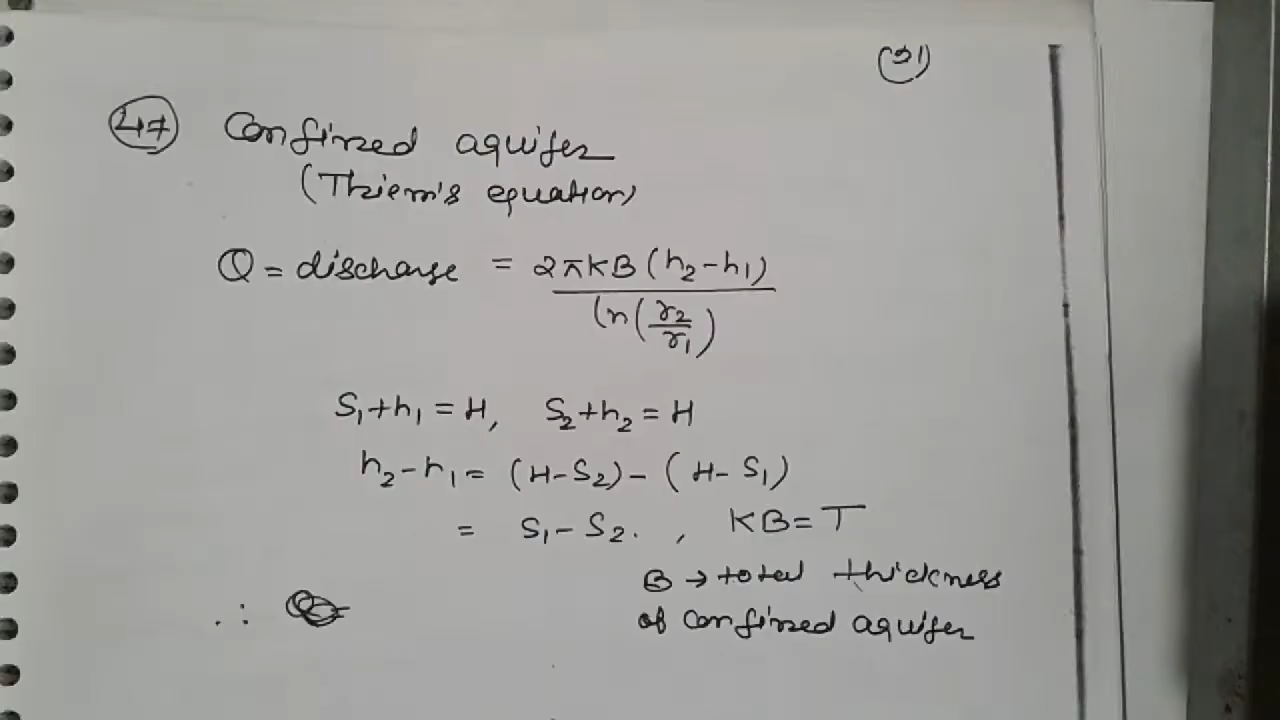 (31)
47 Confined aquifer
(Thiem's equation)
Q = discharge = 2πKB(h₂-h₁)
ln(r₂/r₁)
S₁+h₁ = H, S₂+h₂ = H
h₂-h₁ = (H-S₂) - (H-S₁)
= S₁-S₂. , KB = T
B → total thickness
∴ of confined aquifer